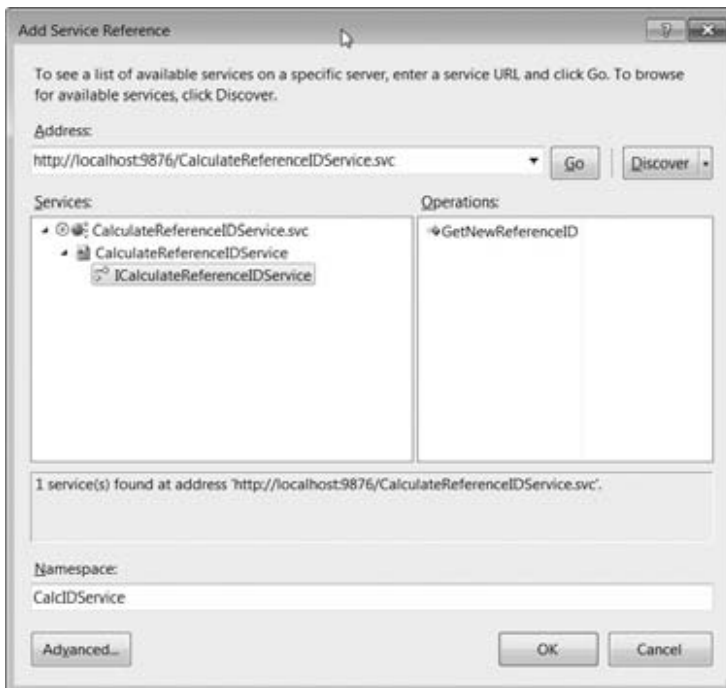 Add Service Reference
To see a list of available services on a specific server, enter a service URL and click Go. To browse
for available services, click Discover.
Address:
http://localhost:9876/CalculateReferenceIDService.svc
Go
Discover
Services:
Operations:
CalculateReferenceIDService.svc
CalculateReferenceIDService
ICalculateReferenceIDService
GetNewReferenceID
1 service(s) found at address 'http://localhost:9876/CalculateReferenceIDService.svc'.
Namespace:
CalcIDService
Advanced...
OK
Cancel